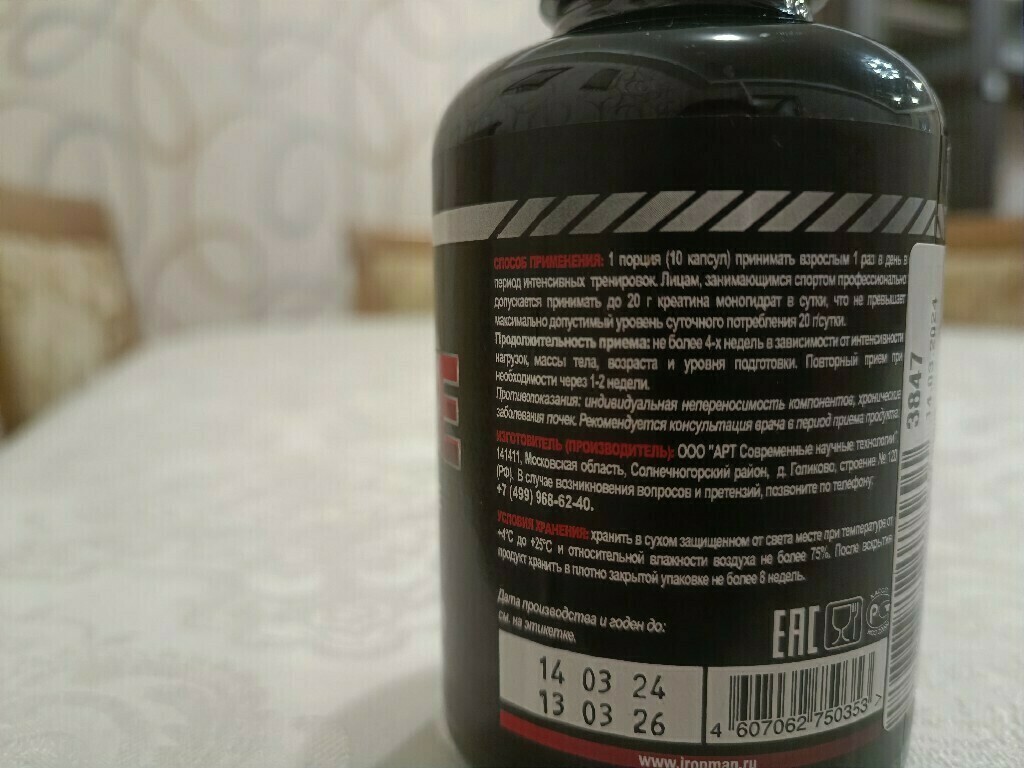 СПОСОБ ПРИМЕНЕНИЯ: 1 порция (10 капсул) принимать взрослым 1 раз в день в
период интенсивных тренировок. Лицам, занимающимся спортом профессионально
допускается принимать до 20 г креатина моногидрат в сутки, что не превышает
максимально допустимый уровень суточного потребления 20 г/сутки.
Продолжительность приема: не более 4-х недель в зависимости от интенсивности
нагрузок, массы тела, возраста и уровня подготовки. Повторный прием при
необходимости через 1-2 недели.
Противопоказания: индивидуальная непереносимость компонентов, хронические
заболевания почек. Рекомендуется консультация врача в период приема продукта.
ИЗГОТОВИТЕЛЬ (ПРОИЗВОДИТЕЛЬ): ООО "АРТ Современные научные технологии".
141411, Московская область, Солнечногорский район, д. Голиково, строение № 120
(РФ). В случае возникновения вопросов и претензий, позвоните по телефону:
+7 (499) 968-62-40.
УСЛОВИЯ ХРАНЕНИЯ: хранить в сухом защищенном от света месте при температуре от
+4°С до +25°С и относительной влажности воздуха не более 75%. После вскрытия
продукт хранить в плотно закрытой упаковке не более 8 недель.
Дата производства и годен до:
см. на этикетке.
EAC
14 03 24
13 03 26
4 607062 750353 >
www.ironman.ru
E
3847
14.03.2024